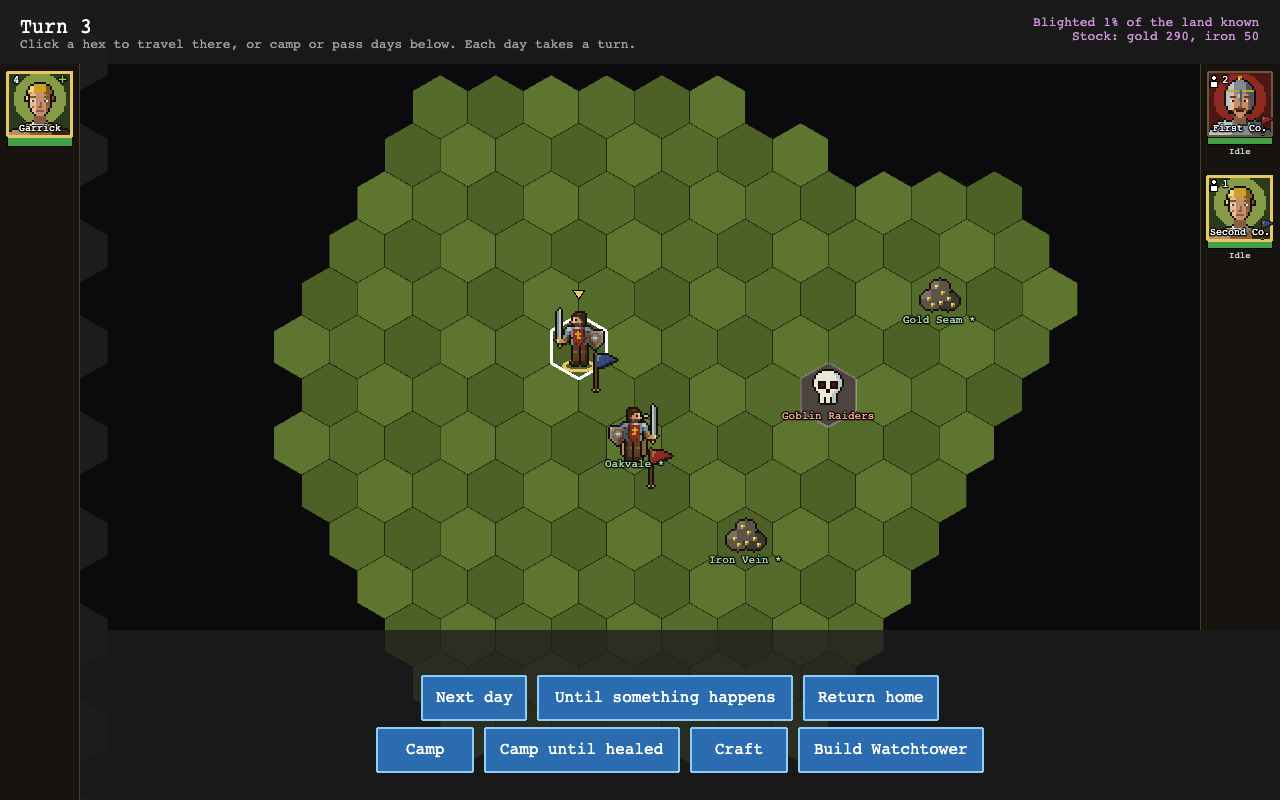 Turn 3
Click a hex to travel there, or camp or pass days below. Each day takes a turn.
Blighted 1% of the land known
Stock: gold 290, iron 50
4 +
Garrick
2
First Co.
Idle
1
Second Co.
Idle
Gold Seam *
Goblin Raiders
Oakvale *
Iron Vein *
Next day
Until something happens
Return home
Camp
Camp until healed
Craft
Build Watchtower